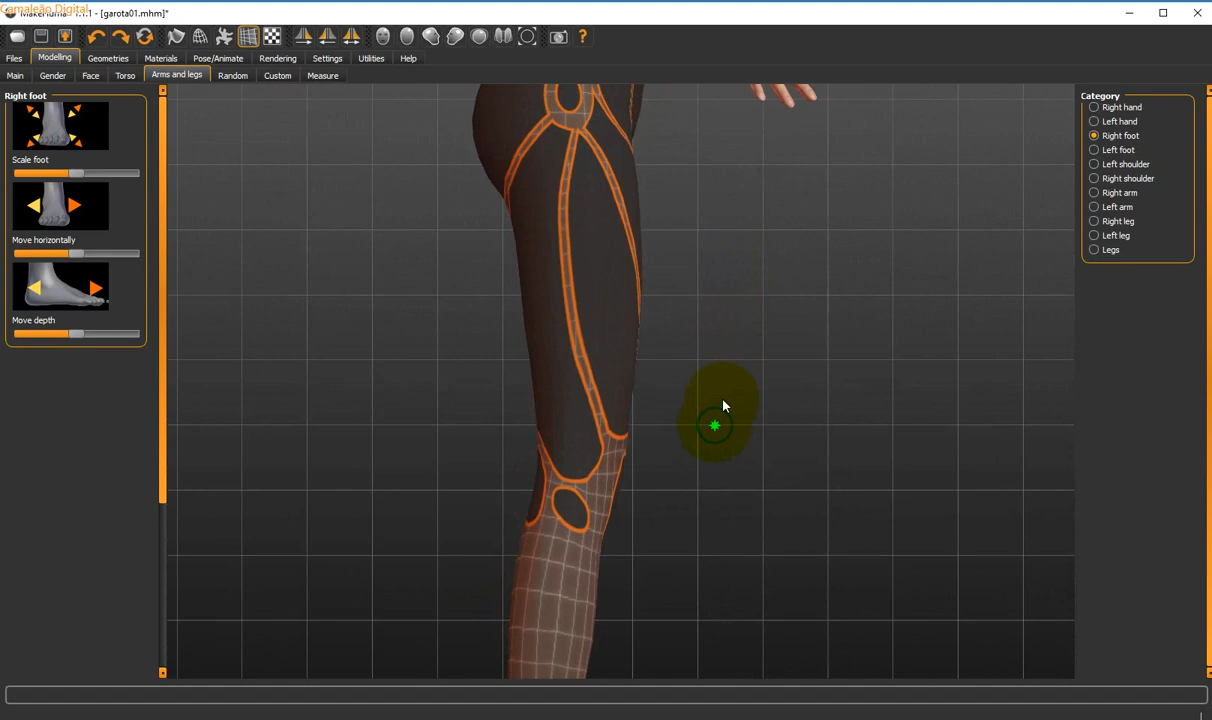 Camaleão Digital
1.1.1 - [garota01.mhm]*
Files Modelling Geometries Materials Pose/Animate Rendering Settings Utilities Help
Main Gender Face Torso Arms and legs Random Custom Measure
Right foot
Scale foot
Move horizontally
Move depth
Category
Right hand
Left hand
Right foot
Left foot
Left shoulder
Right shoulder
Right arm
Left arm
Right leg
Left leg
Legs